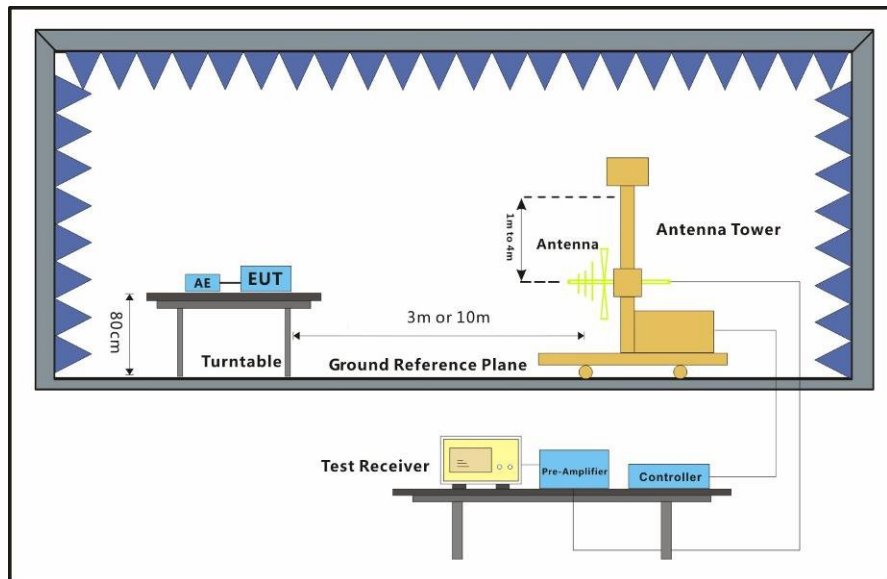 1m to 4m
Antenna
Antenna Tower
AE
EUT
80cm
3m or 10m
Turntable
Ground Reference Plane
Test Receiver
Pre-Amplifier
Controller